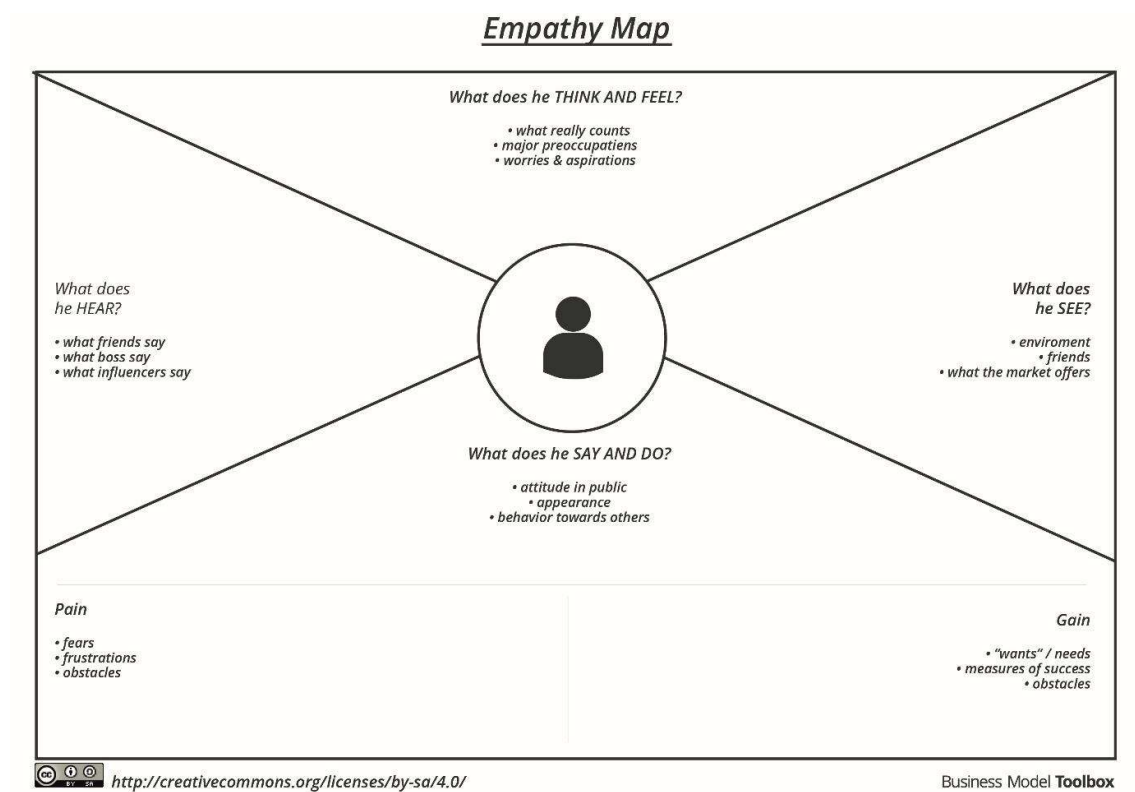 Empathy Map
What does he THINK AND FEEL?
• what really counts
• major preoccupatiens
• worries & aspirations
What does
he HEAR?
• what friends say
• what boss say
• what influencers say
What does
he SEE?
• enviroment
• friends
• what the market offers
What does he SAY AND DO?
• attitude in public
• appearance
• behavior towards others
Pain
• fears
• frustrations
• obstacles
Gain
• “wants” / needs
• measures of success
• obstacles
cc BY SA
http://creativecommons.org/licenses/by-sa/4.0/
Business Model Toolbox